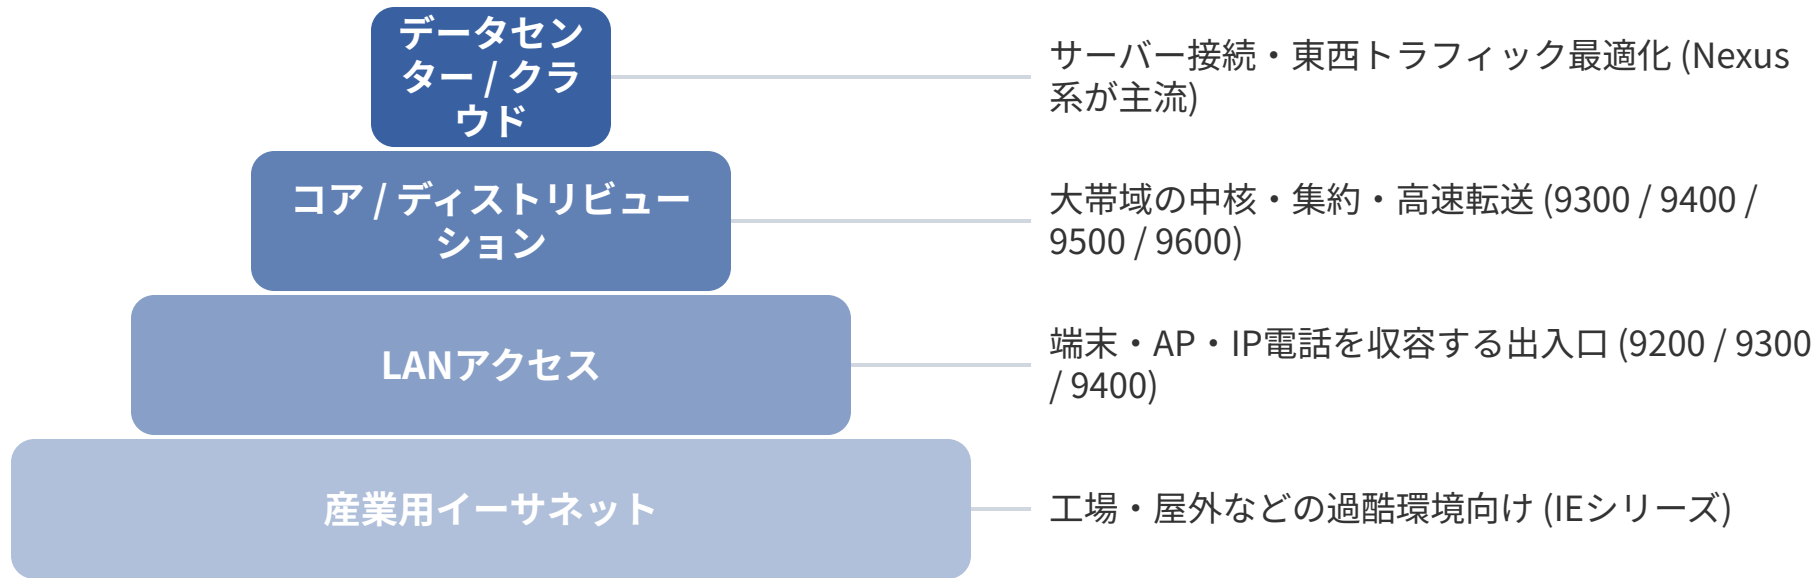 データセン
ター / クラ
ウド
サーバー接続・東西トラフィック最適化 (Nexus
系が主流)
コア / ディストリビュー
ション
大帯域の中核・集約・高速転送 (9300 / 9400 /
9500 / 9600)
LANアクセス
端末・AP・IP電話を収容する出入口 (9200 / 9300
/ 9400)
産業用イーサネット
工場・屋外などの過酷環境向け (IEシリーズ)